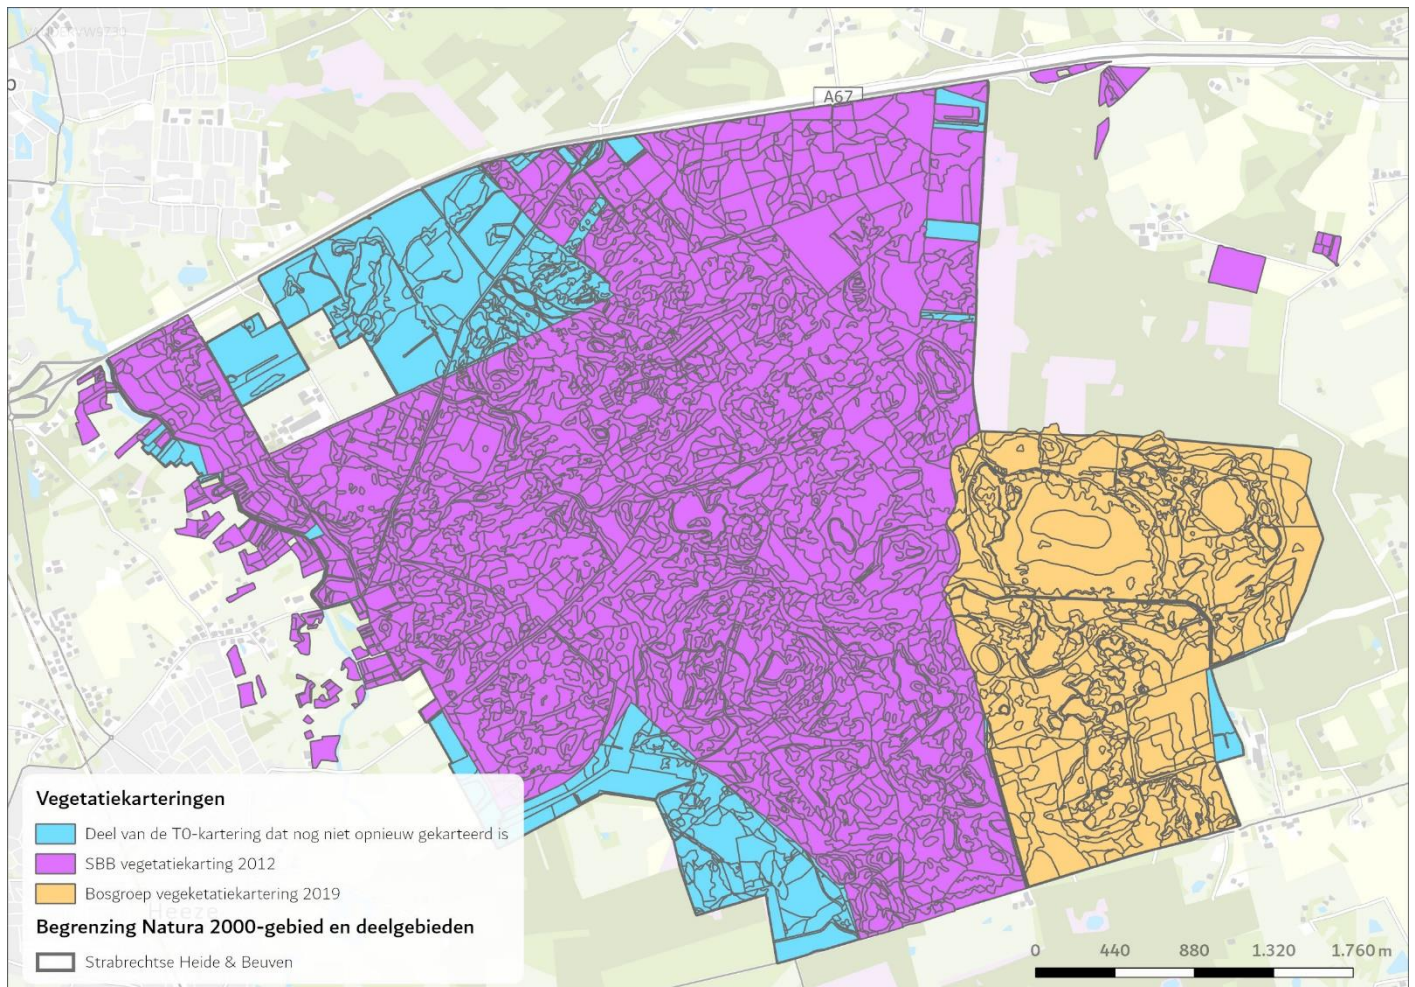 A67
Vegetatiekarteringen
Deel van de T0-kartering dat nog niet opnieuw gekarteerd is
SBB vegetatiekarting 2012
Bosgroep vegeketatiekartering 2019
Heeze
Begrenzing Natura 2000-gebied en deelgebieden
Strabrechtse Heide & Beuven
0 440 880 1.320 1.760 m